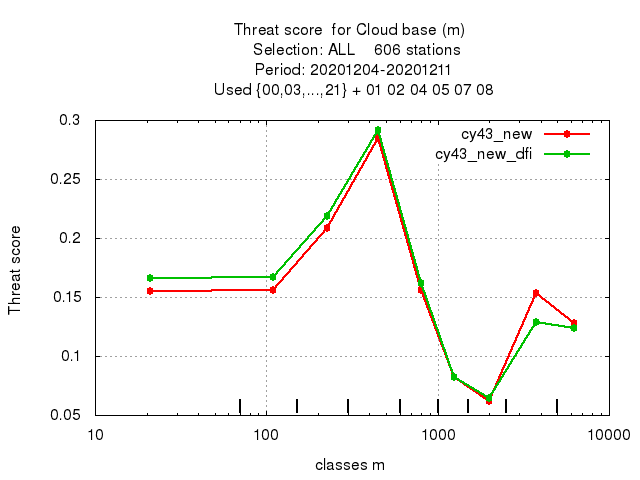 Threat score for Cloud base (m)
Selection: ALL 606 stations
Period: 20201204-20201211
Used {00,03,...,21} + 01 02 04 05 07 08
0.3
0.25
0.2
0.15
0.1
0.05
Threat score
cy43_new
cy43_new_dfi
10
100
1000
10000
classes m